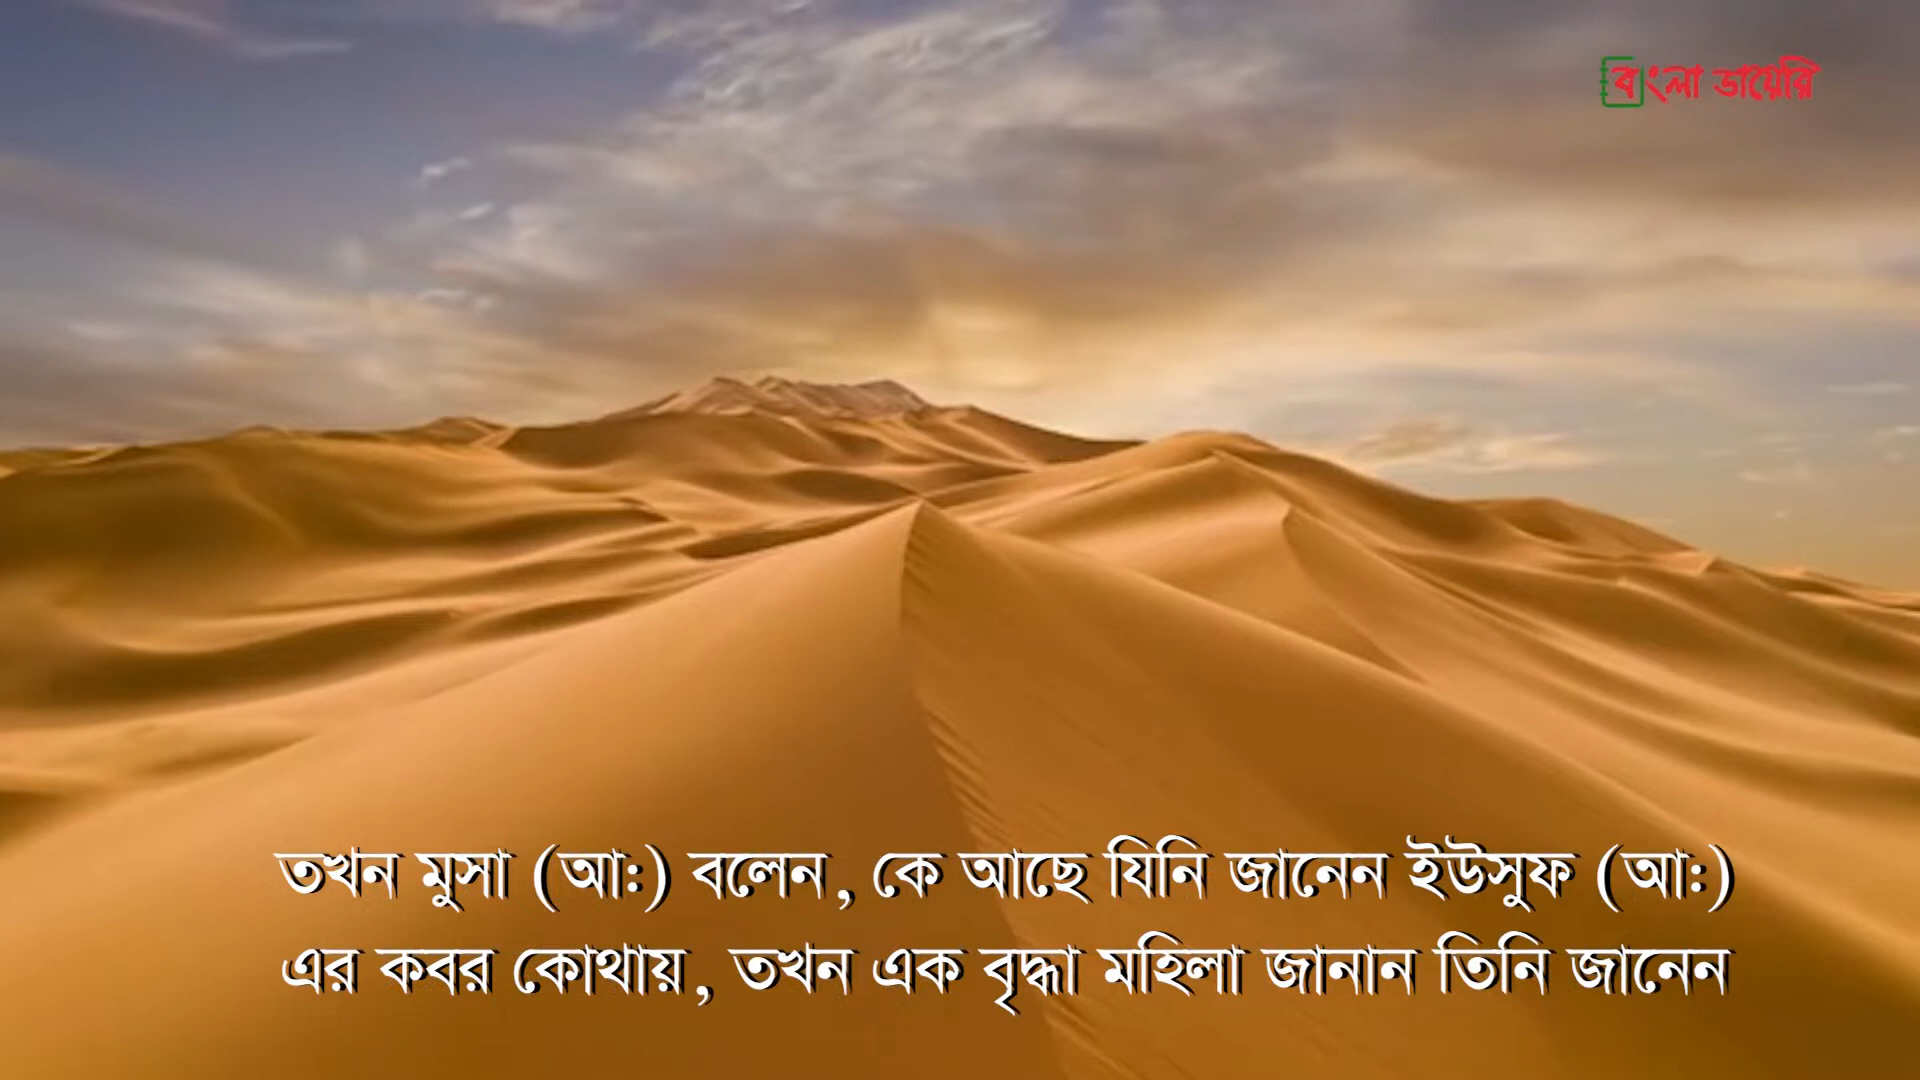 বাংলা ডায়েরি
তখন মুসা (আঃ) বলেন, কে আছে যিনি জানেন ইউসুফ (আঃ)
এর কবর কোথায়, তখন এক বৃদ্ধা মহিলা জানান তিনি জানেন